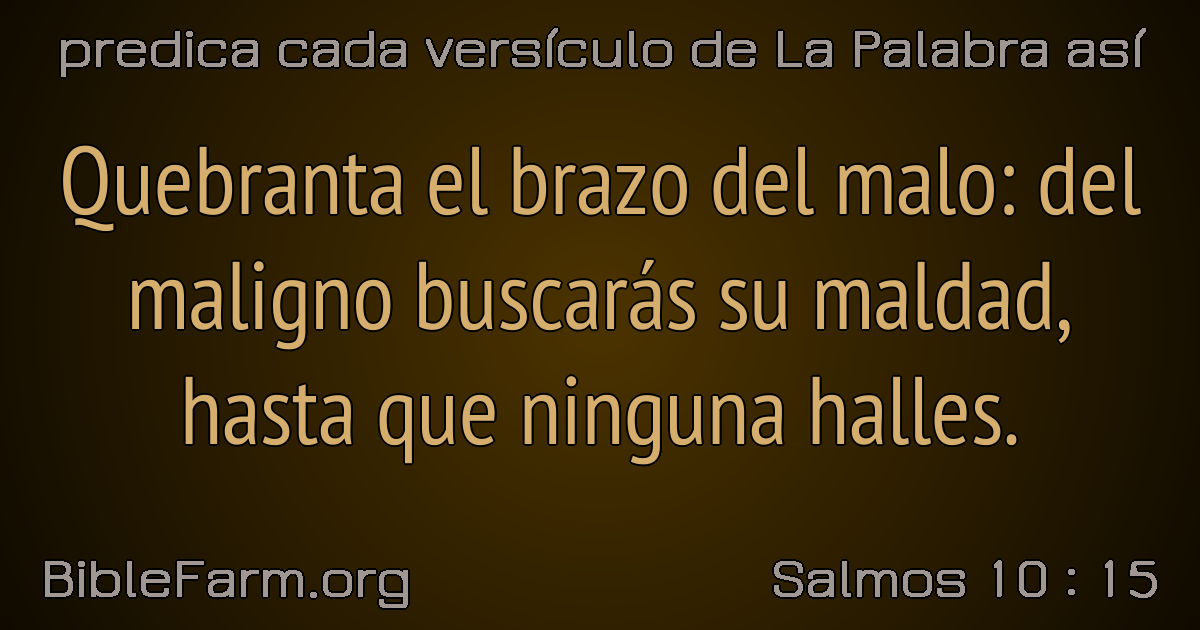 predica cada versículo de La Palabra así
Quebranta el brazo del malo: del
maligno buscarás su maldad,
hasta que ninguna halles.
BibleFarm.org
Salmos 10 : 15